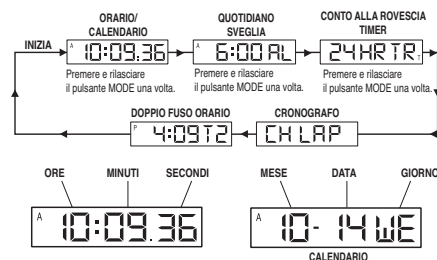 ORARIO/
CALENDARIO
QUOTIDIANO
SVEGLIA
CONTO ALLA ROVESCIA
TIMER
INIZIA
A 10:09.36
A 6:00 AL
24HR TR T
Premere e rilasciare
il pulsante MODE una volta.
Premere e rilasciare
il pulsante MODE una volta.
Premere e rilasciare
il pulsante MODE una volta.
DOPPIO FUSO ORARIO
CRONOGRAFO
P 4:09T2
CH LAP
ORE MINUTI SECONDI
A 10:09.36
MESE DATA GIORNO
A 10- 14 WE
CALENDARIO